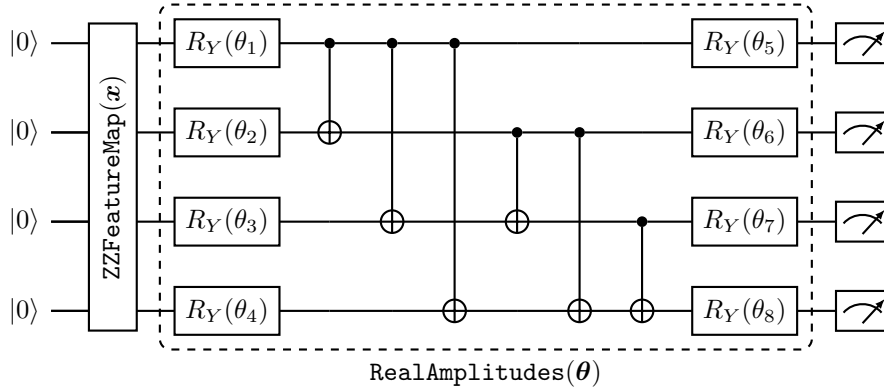 |0⟩ R_Y(θ_1) R_Y(θ_5)
|0⟩ R_Y(θ_2) R_Y(θ_6)
|0⟩ R_Y(θ_3) R_Y(θ_7)
|0⟩ R_Y(θ_4) R_Y(θ_8)
ZZFeatureMap(x)
RealAmplitudes(θ)